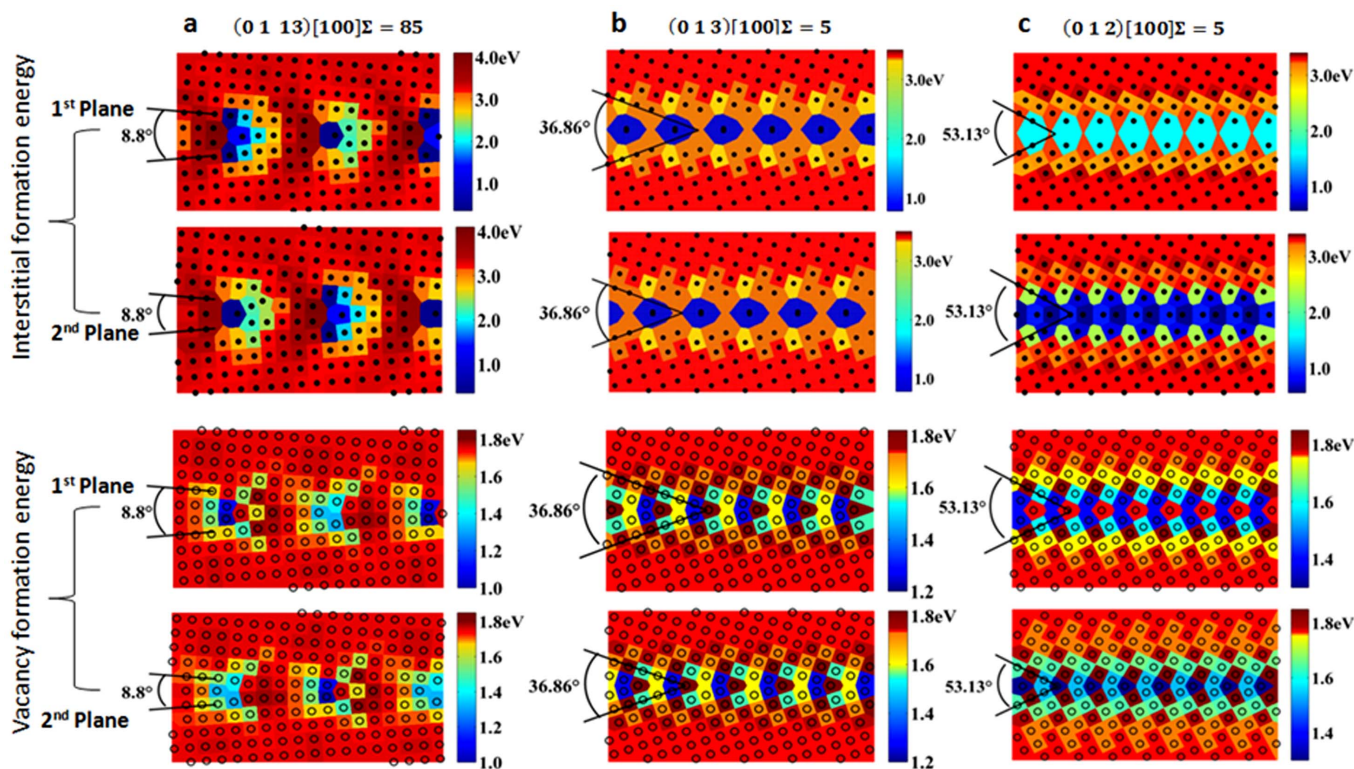 a (0 1 13)[100]Σ = 85
b (0 1 3)[100]Σ = 5
c (0 1 2)[100]Σ = 5
Interstitial formation energy
1st Plane
8.8°
4.0eV
3.0
2.0
1.0
36.86°
3.0eV
2.0
1.0
53.13°
3.0eV
2.0
1.0
8.8°
2nd Plane
4.0eV
3.0
2.0
1.0
36.86°
3.0eV
2.0
1.0
53.13°
3.0eV
2.0
1.0
Vacancy formation energy
1st Plane
8.8°
1.8eV
1.6
1.4
1.2
1.0
36.86°
1.8eV
1.6
1.4
1.2
53.13°
1.8eV
1.6
1.4
8.8°
2nd Plane
1.8eV
1.6
1.4
1.2
1.0
36.86°
1.8eV
1.6
1.4
1.2
53.13°
1.8eV
1.6
1.4